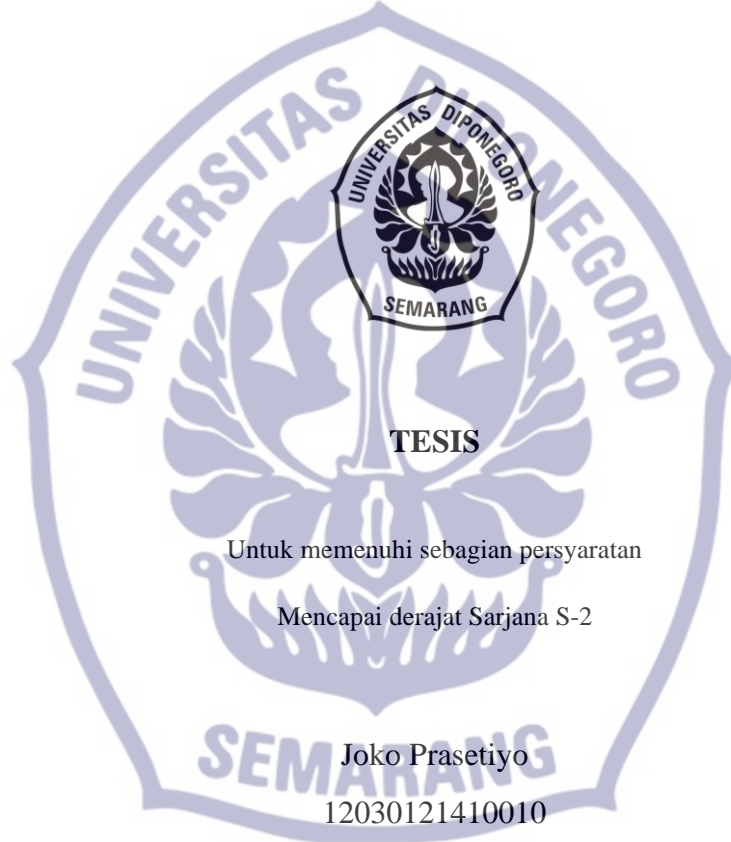 UNIVERSITAS DIPONEGORO
SEMARANG
UNIVERSITAS DIPONEGORO
SEMARANG
TESIS
Untuk memenuhi sebagian persyaratan
Mencapai derajat Sarjana S-2
Joko Prasetiyo
12030121410010